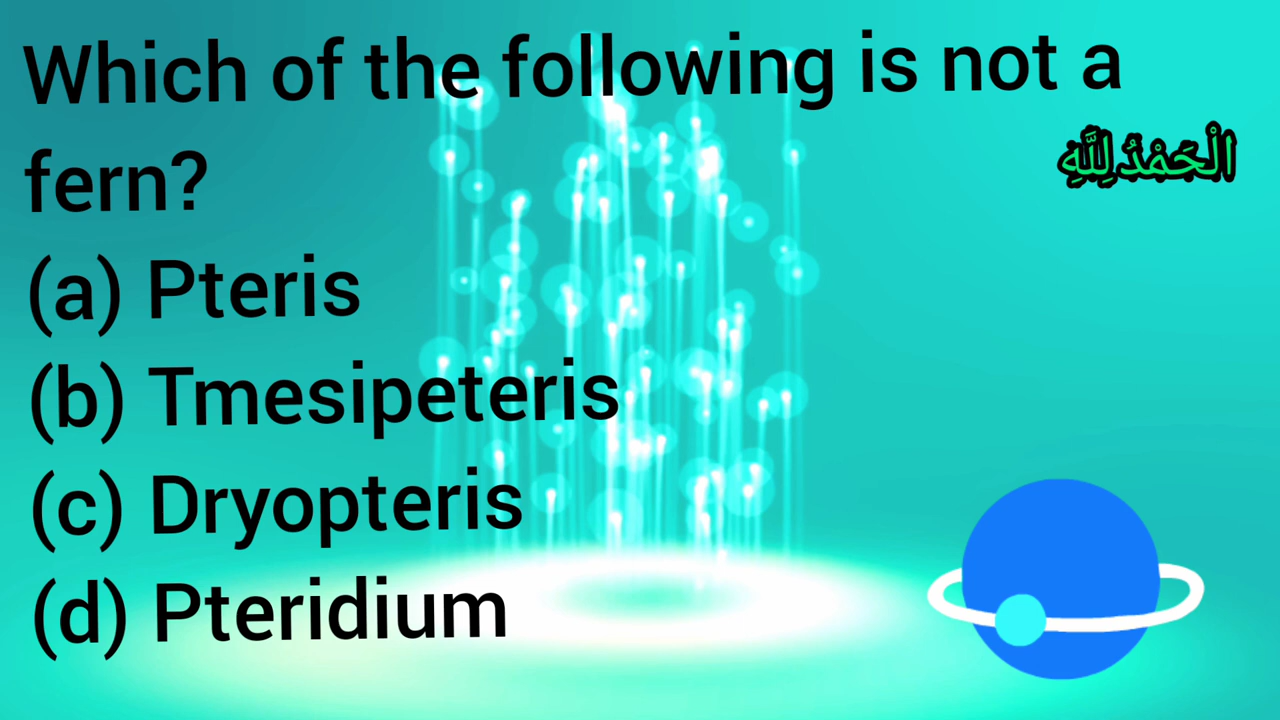 Which of the following is not a
fern?
الْحَمْدُ لِلَّهِ
(a) Pteris
(b) Tmesipeteris
(c) Dryopteris
(d) Pteridium